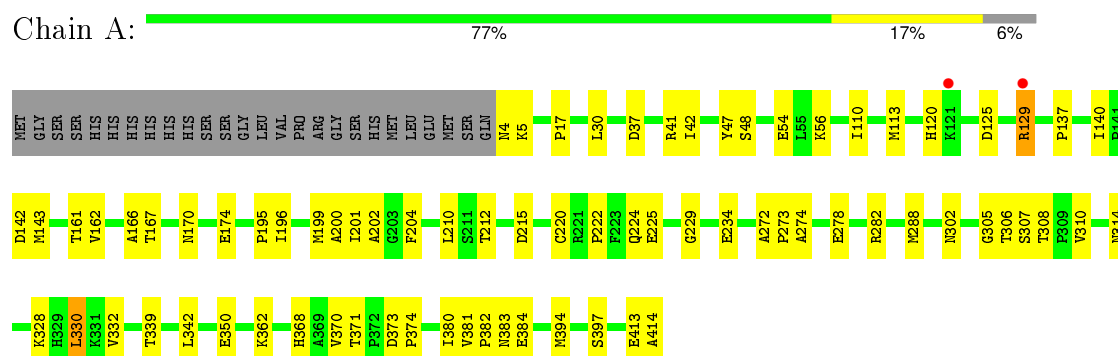 Chain A:
77% 17% 6%
MET GLY SER SER HIS HIS HIS HIS HIS HIS SER SER GLY LEU VAL PRO ARG GLY SER HIS MET LEU GLU MET SER GLN N4 K5 P17 L30 D37 R41 I42 Y47 S48 E54 L55 K56 I110 M113 H120 K121 D125 R129 P137 I140
D142 M143 T161 V162 A166 T167 N170 E174 P195 I196 M199 A200 I201 A202 G203 F204 L210 S211 T212 D215 C220 R221 P222 F223 Q224 E225 G229 E234 A272 P273 A274 E278 R282 M288 N302 G305 T306 S307 T308 P309 V310
K328 H329 L330 K331 V332 T339 L342 E350 K362 H368 A369 V370 T371 P372 D373 P374 I380 V381 P382 N383 E384 M394 S397 E413 A414